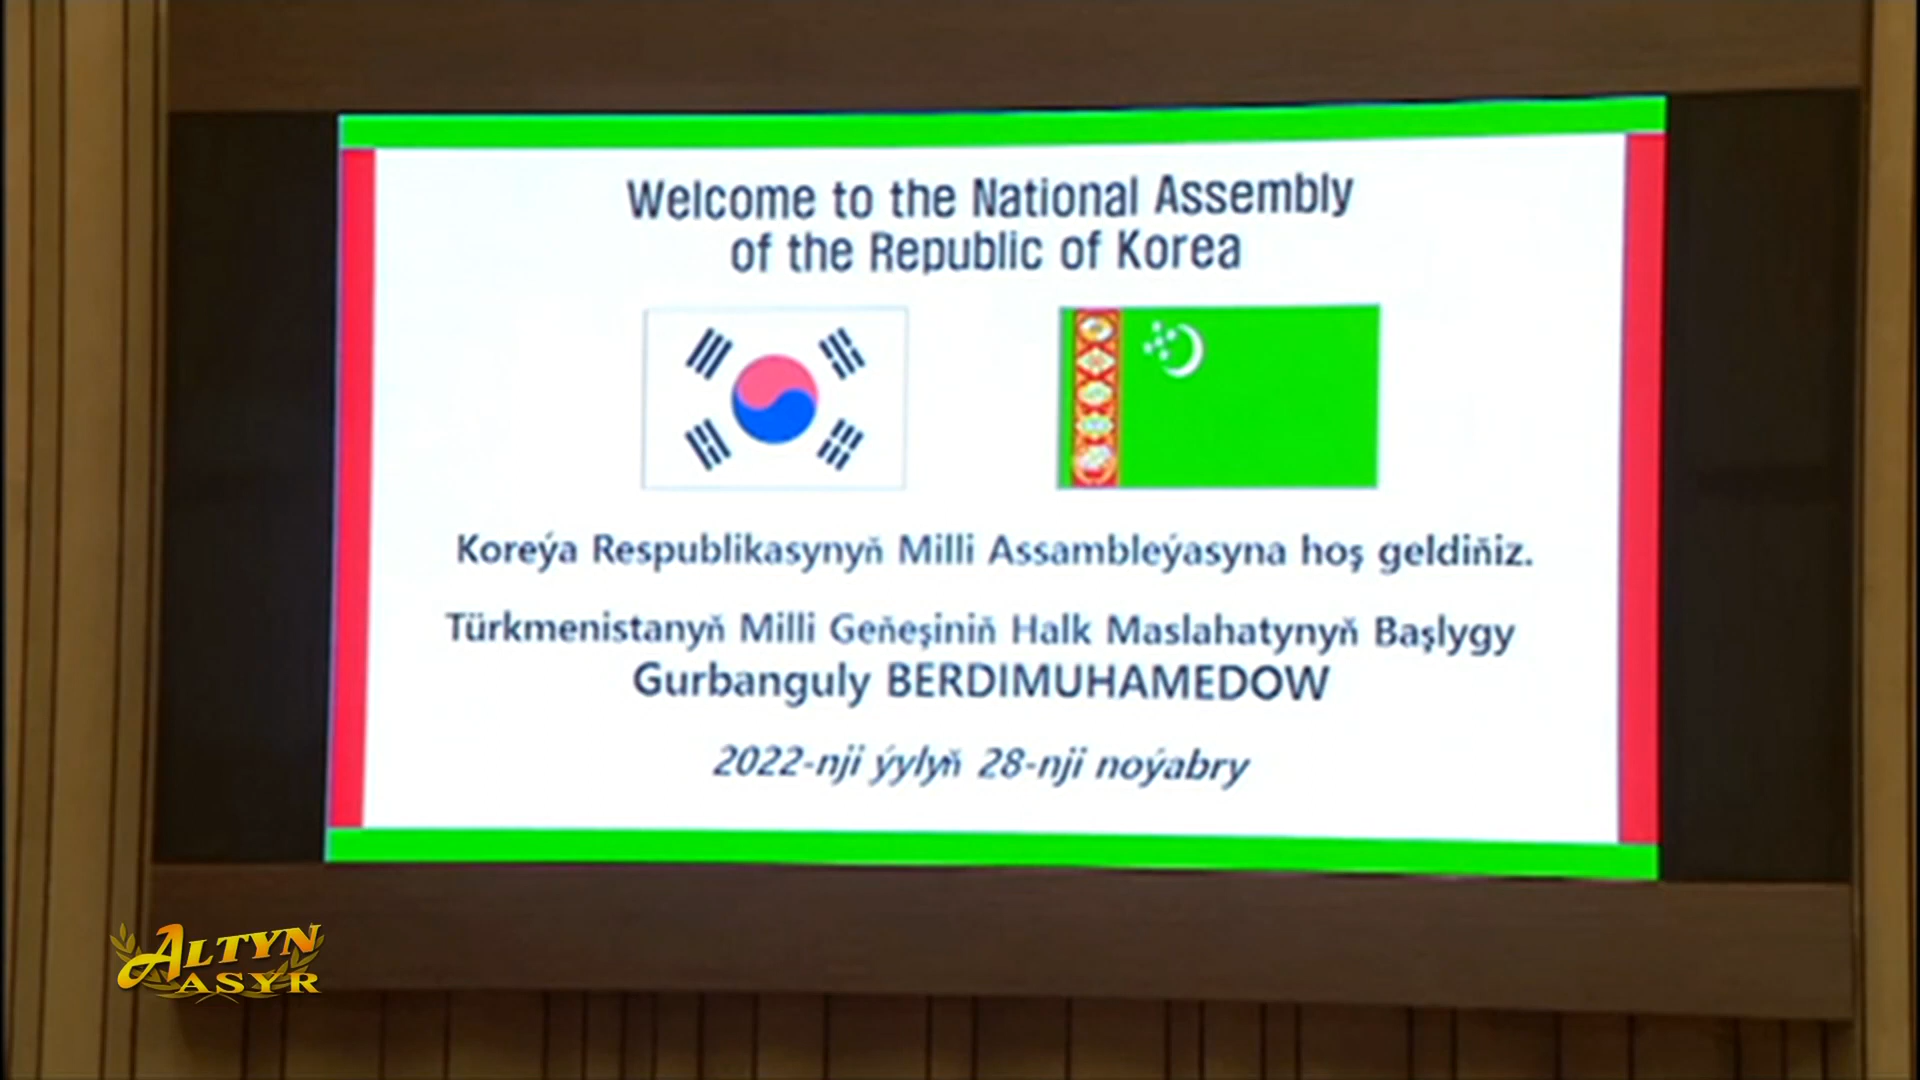 Welcome to the National Assembly
of the Republic of Korea
Koreýa Respublikasynyň Milli Assambleýasyna hoş geldiňiz.
Türkmenistanyň Milli Geňeşiniň Halk Maslahatynyň Başlygy
Gurbanguly BERDIMUHAMEDOW
2022-nji ýylyň 28-nji noýabry
ALTYN
ASYR